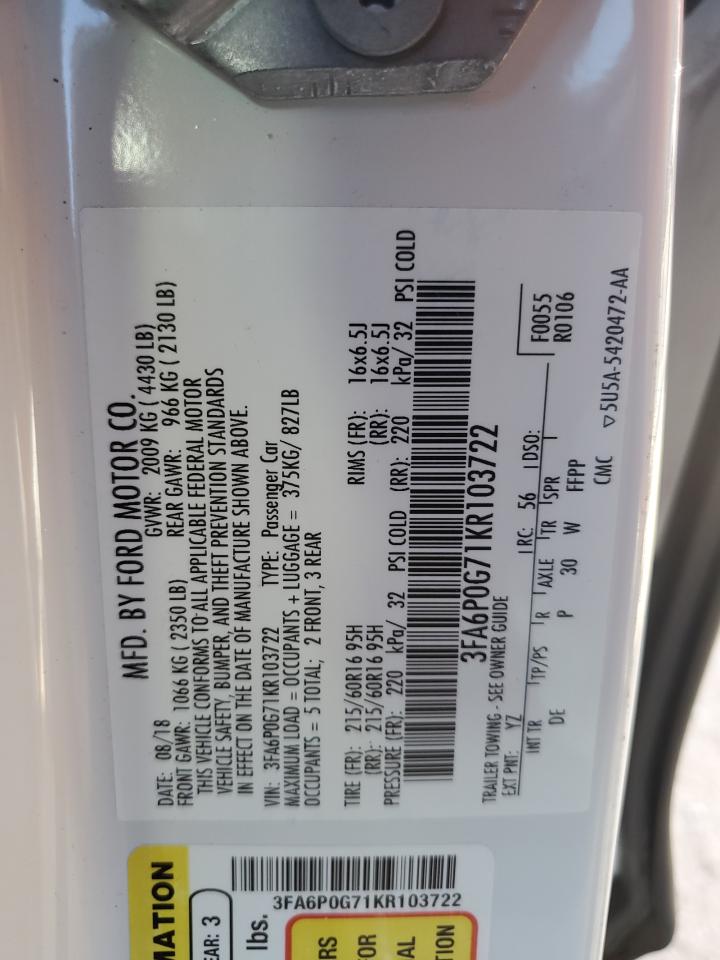 MFD. BY FORD MOTOR CO.
DATE: 08/18 GVWR: 2009 KG ( 4430 LB)
FRONT GAWR: 1066 KG ( 2350 LB) REAR GAWR: 966 KG ( 2130 LB)
THIS VEHICLE CONFORMS TO ALL APPLICABLE FEDERAL MOTOR
VEHICLE SAFETY, BUMPER, AND THEFT PREVENTION STANDARDS
IN EFFECT ON THE DATE OF MANUFACTURE SHOWN ABOVE.
VIN: 3FA6P0G71KR103722 TYPE: Passenger Car
MAXIMUM LOAD = OCCUPANTS + LUGGAGE = 375KG/ 827LB
OCCUPANTS = 5 TOTAL; 2 FRONT, 3 REAR
TIRE (FR): 215/60R16 95H RIMS (FR): 16x6.5J
(RR): 215/60R16 95H (RR): 16x6.5J
PRESSURE (FR): 220 kPa/ 32 PSI COLD (RR): 220 kPa/ 32 PSI COLD
3FA6P0G71KR103722
TRAILER TOWING - SEE OWNER GUIDE
EXT PNT: YZ RC: 56 DSO: F0055
R0106
INT TR TP/PS R AXLE TR SPR
DE P 30 W FFPP
CMC ▽5U5A-5420472-AA
MATION
EAR: 3
lbs.
3FA6P0G71KR103722
RS
OR
AL
TION